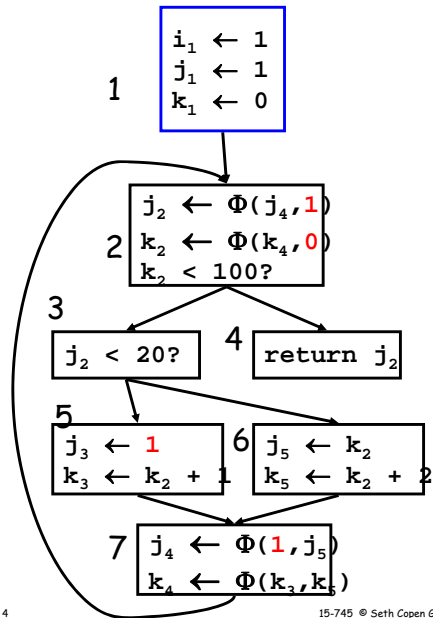 1
i₁ ← 1
j₁ ← 1
k₁ ← 0
2
j₂ ← Φ(j₄,1)
k₂ ← Φ(k₄,0)
k₂ < 100?
3
j₂ < 20?
4
return j₂
5
j₃ ← 1
k₃ ← k₂ + 1
6
j₅ ← k₂
k₅ ← k₂ + 2
7
j₄ ← Φ(1,j₅)
k₄ ← Φ(k₃,k₅)
4
15-745 © Seth Copen G